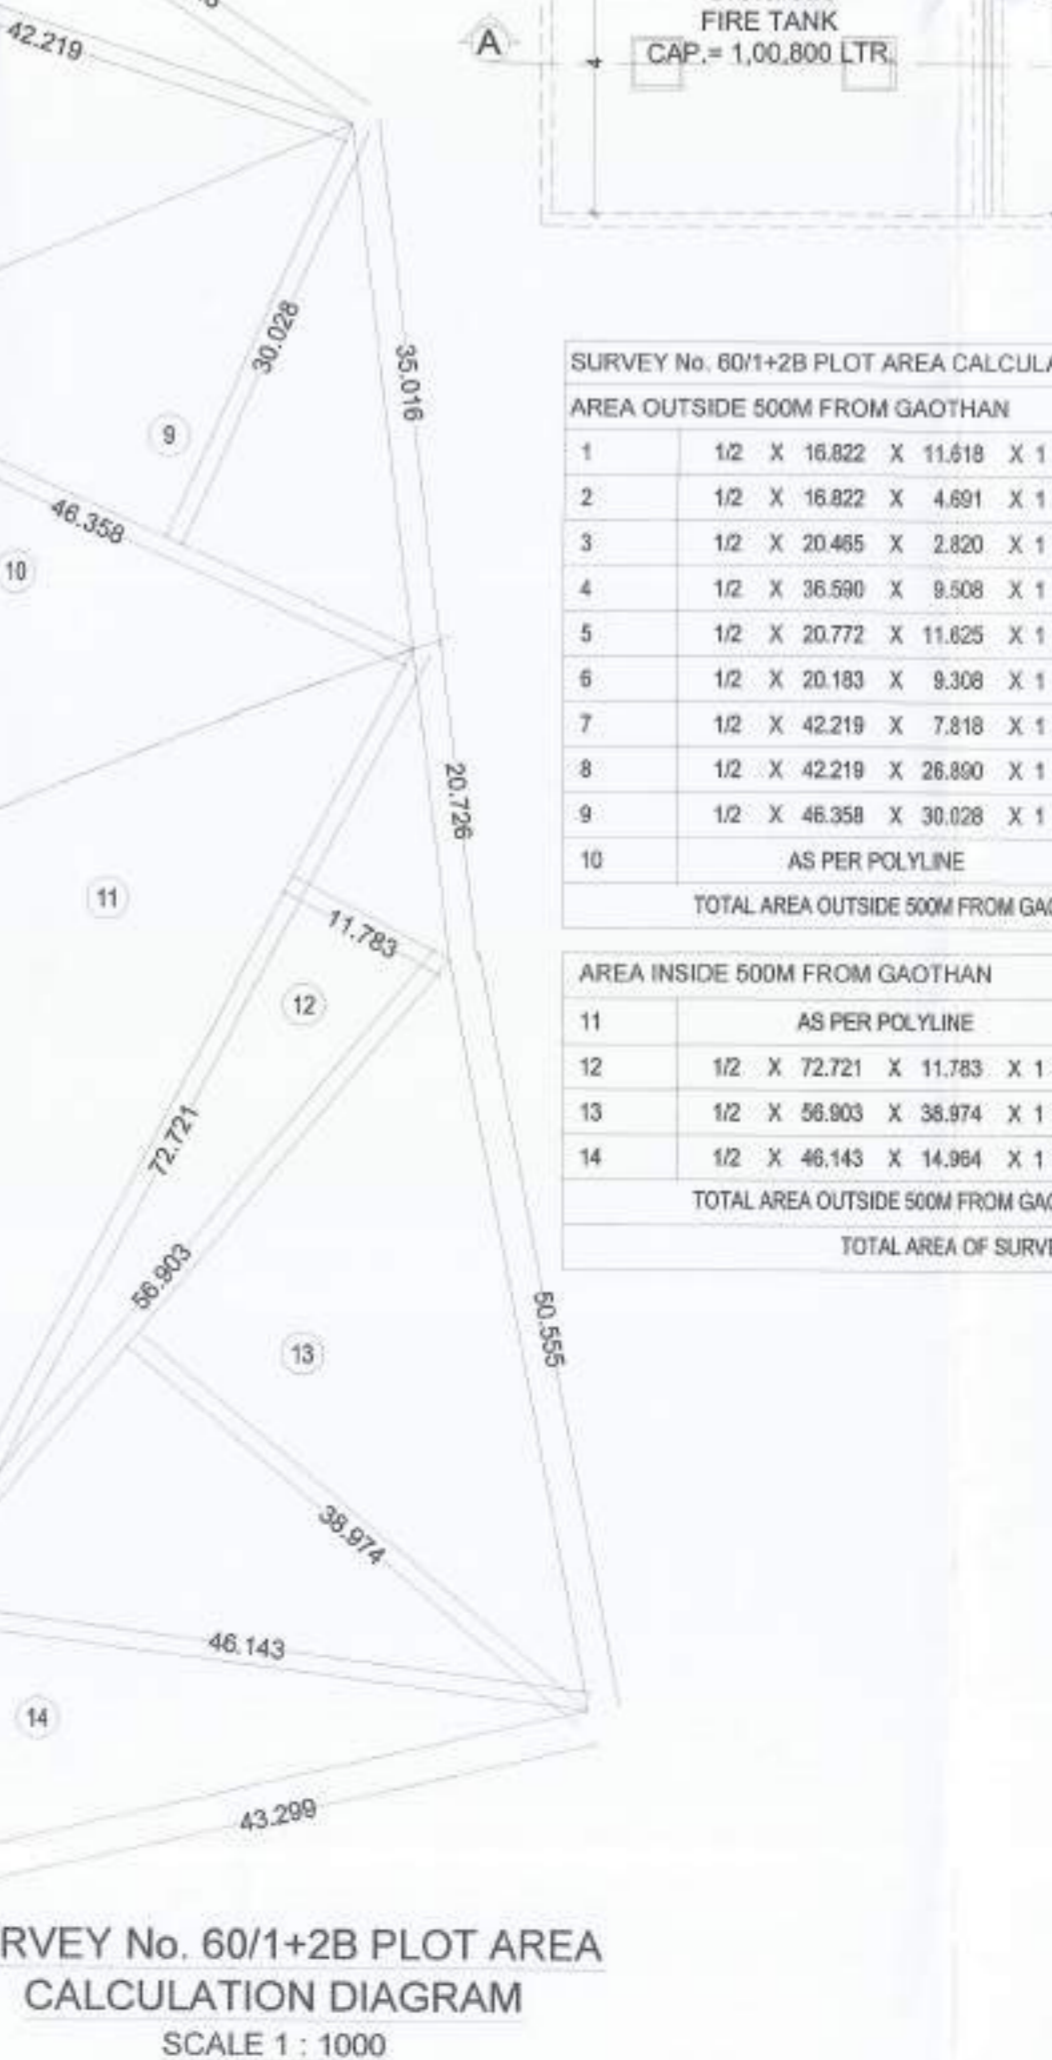 42.219
A
FIRE TANK
CAP.= 1,00,800 LTR.
4
30.028
35.016
9
46.358
10
20.726
11
11.783
12
72.721
56.903
13
50.555
38.974
46.143
14
43.299
SURVEY No. 60/1+2B PLOT AREA
AREA OUTSIDE 500M FROM GAOTHAN
1 1/2 X 16.822 X 11.618 X 1
2 1/2 X 16.822 X 4.691 X 1
3 1/2 X 20.465 X 2.820 X 1
4 1/2 X 36.590 X 9.508 X 1
5 1/2 X 20.772 X 11.625 X 1
6 1/2 X 20.183 X 9.308 X 1
7 1/2 X 42.219 X 7.818 X 1
8 1/2 X 42.219 X 26.890 X 1
9 1/2 X 46.358 X 30.028 X 1
10 AS PER POLYLINE
TOTAL AREA OUTSIDE 500M FROM
AREA INSIDE 500M FROM GAOTHAN
11 AS PER POLYLINE
12 1/2 X 72.721 X 11.783 X 1
13 1/2 X 56.903 X 38.974 X 1
14 1/2 X 46.143 X 14.964 X 1
TOTAL AREA OUTSIDE 500M FROM
TOTAL AREA OF
RVEY No. 60/1+2B PLOT AREA
CALCULATION DIAGRAM
SCALE 1 : 1000